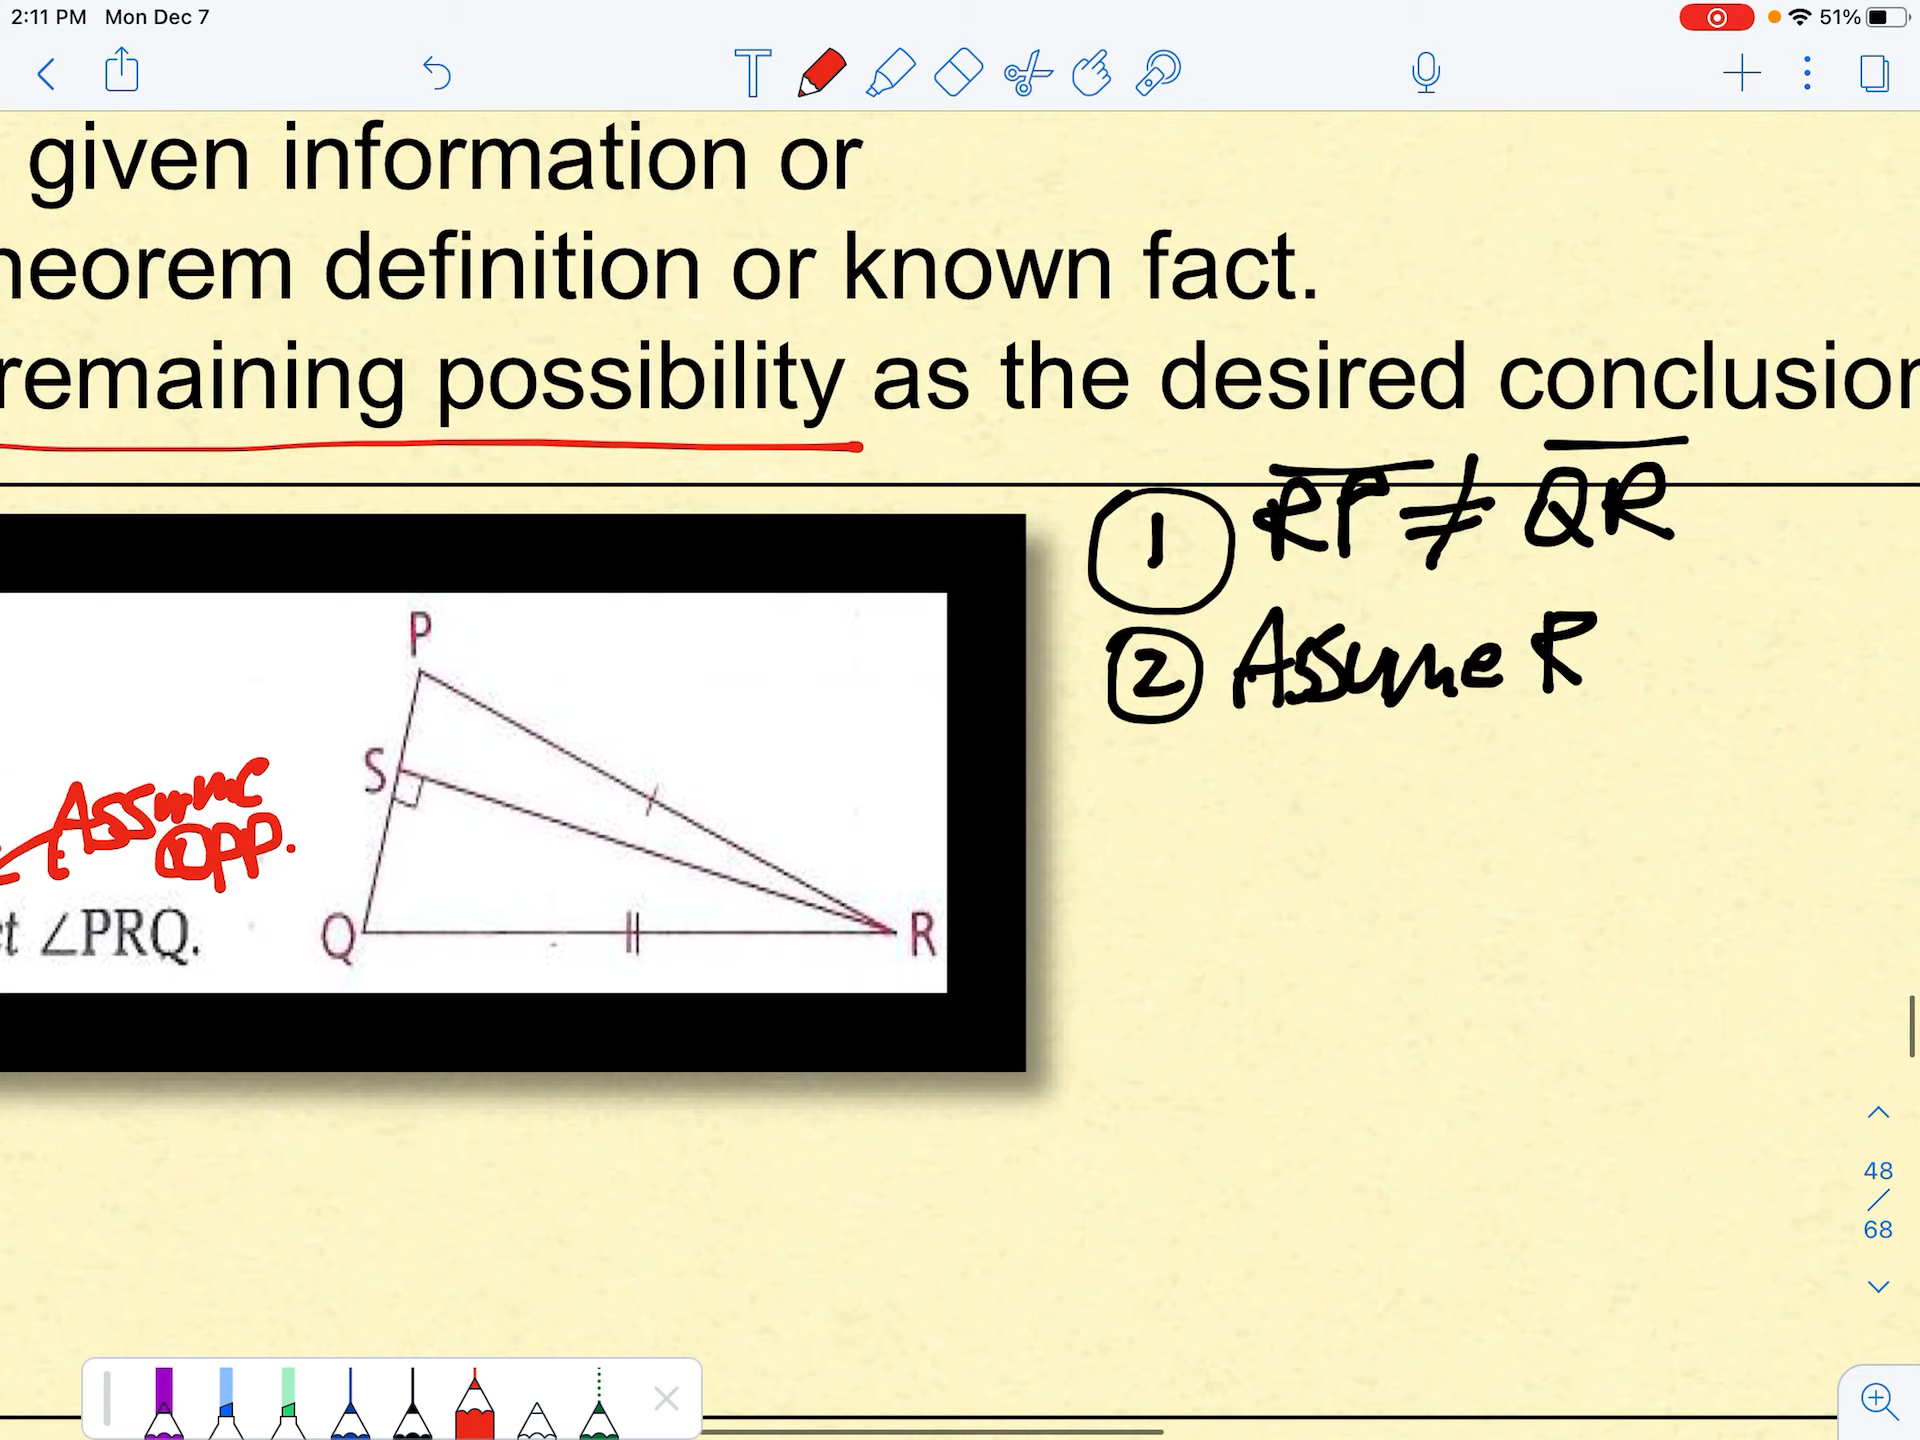 2:11 PM Mon Dec 7
51%
T
given information or
heorem definition or known fact.
remaining possibility as the desired conclusion
① RP ≠ QR
② Assume R
P
S
Assume
Opp.
t ∠PRQ.
Q
R
48
/
68